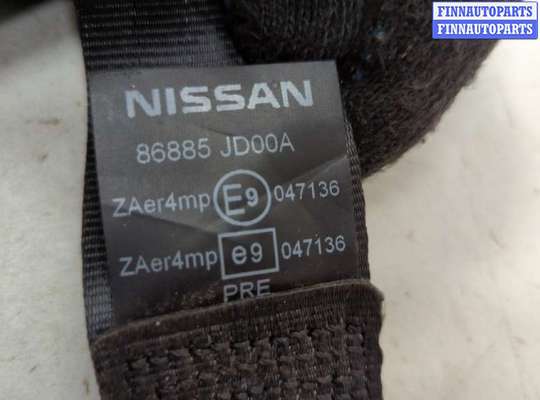 FINNAUTOPARTS
FINNAUTOPARTS
NISSAN
86885 JD00A
ZAer4mp E9 047136
ZAer4mp e9 047136
PRE